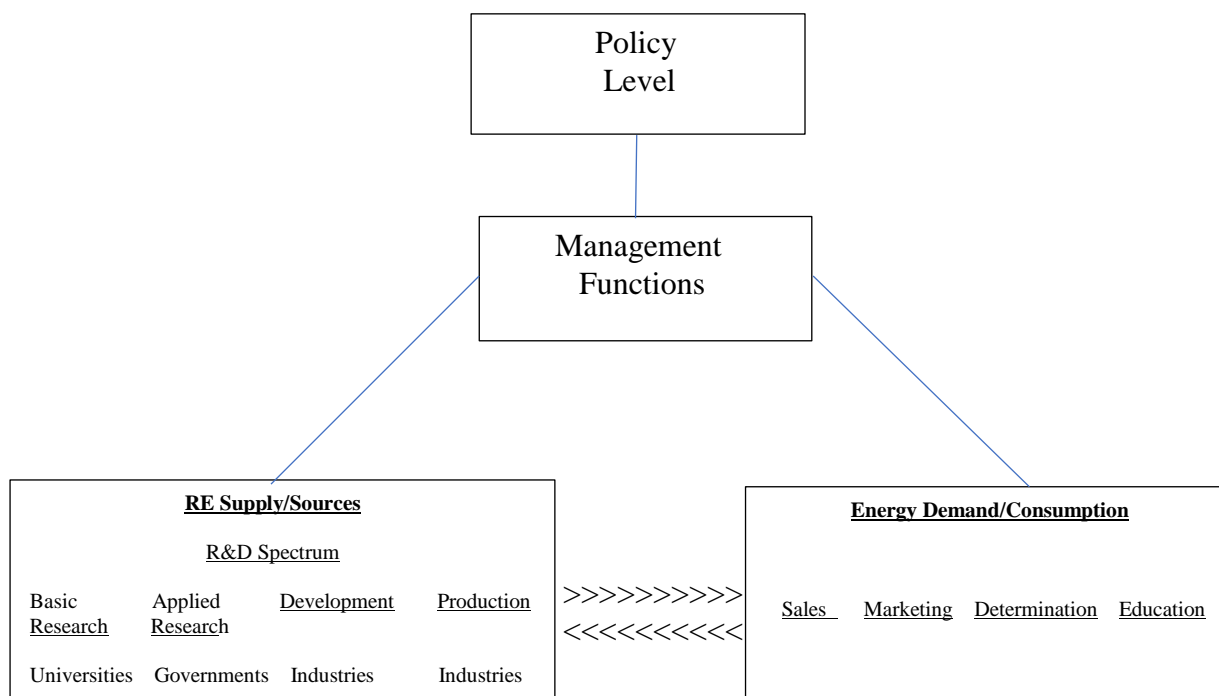 Policy
Level
Management
Functions
RE Supply/Sources
R&D Spectrum
Basic Applied Development Production
Research Research
Universities Governments Industries Industries
>>>>>>>>>>
<<<<<<<<<<
Energy Demand/Consumption
Sales Marketing Determination Education